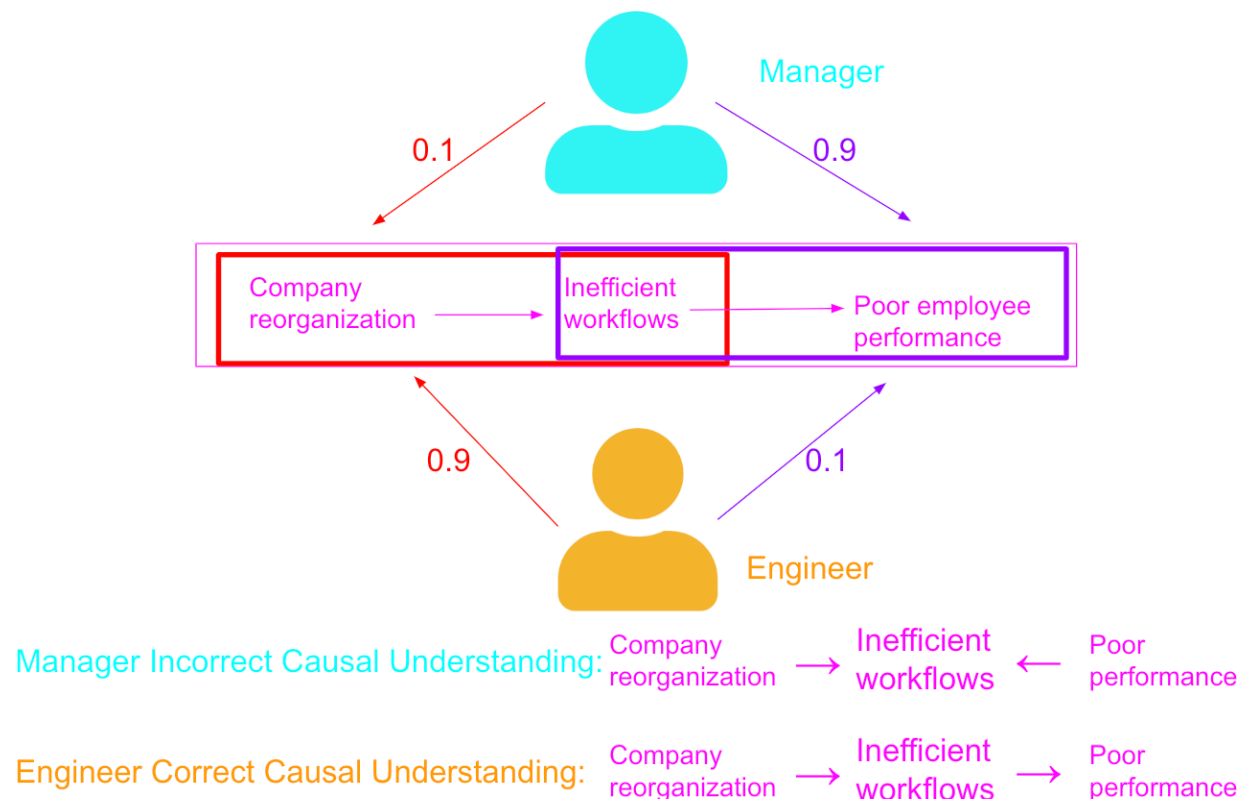 Manager
0.1
0.9
Company
reorganization
Inefficient
workflows
Poor employee
performance
0.9
0.1
Engineer
Manager Incorrect Causal Understanding:
Company
reorganization
→
Inefficient
workflows
←
Poor
performance
Engineer Correct Causal Understanding:
Company
reorganization
→
Inefficient
workflows
→
Poor
performance